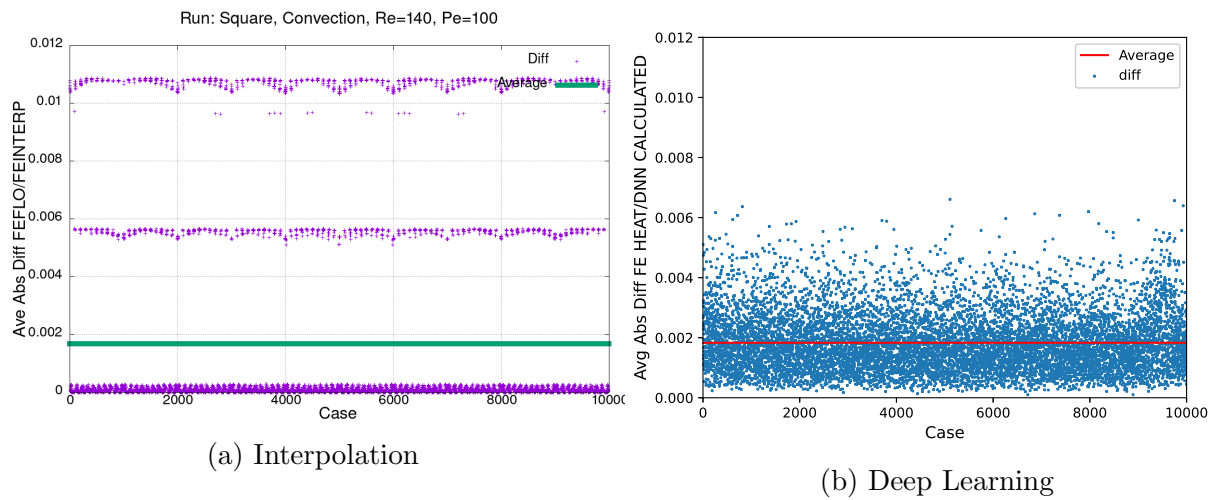 Run: Square, Convection, Re=140, Pe=100
Ave Abs Diff FEFLO/FEINTERP
0.012
0.01
0.008
0.006
0.004
0.002
0
Diff
Average
0 2000 4000 6000 8000 10000
Case
(a) Interpolation
Avg Abs Diff FE HEAT/DNN CALCULATED
0.012
0.010
0.008
0.006
0.004
0.002
0.000
Average
diff
0 2000 4000 6000 8000 10000
Case
(b) Deep Learning